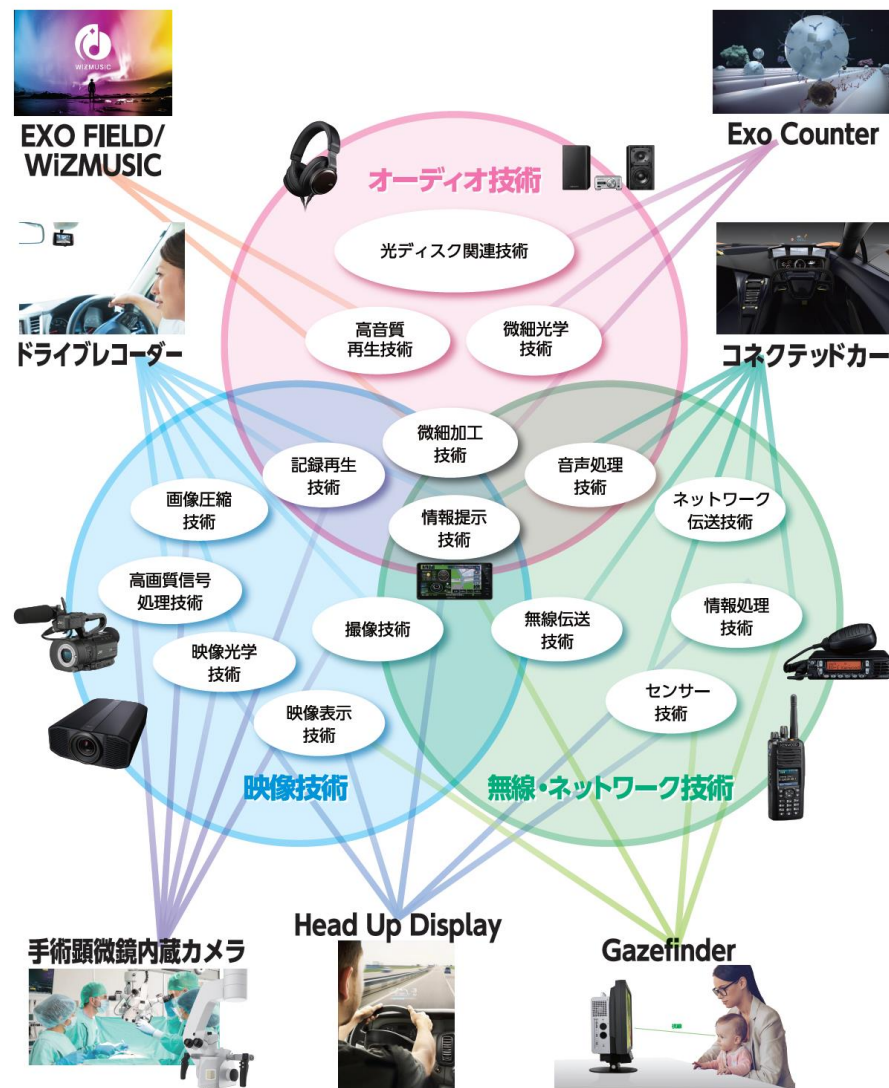 WIZMUSIC
EXO FIELD/
WiZMUSIC
Exo Counter
オーディオ技術
光ディスク関連技術
高音質
再生技術
微細光学
技術
ドライブレコーダー
コネクテッドカー
微細加工
技術
記録再生
技術
音声処理
技術
画像圧縮
技術
情報提示
技術
ネットワーク
伝送技術
高画質信号
処理技術
撮像技術
無線伝送
技術
情報処理
技術
映像光学
技術
センサー
技術
映像表示
技術
映像技術
無線・ネットワーク技術
手術顕微鏡内蔵カメラ
Head Up Display
Gazefinder